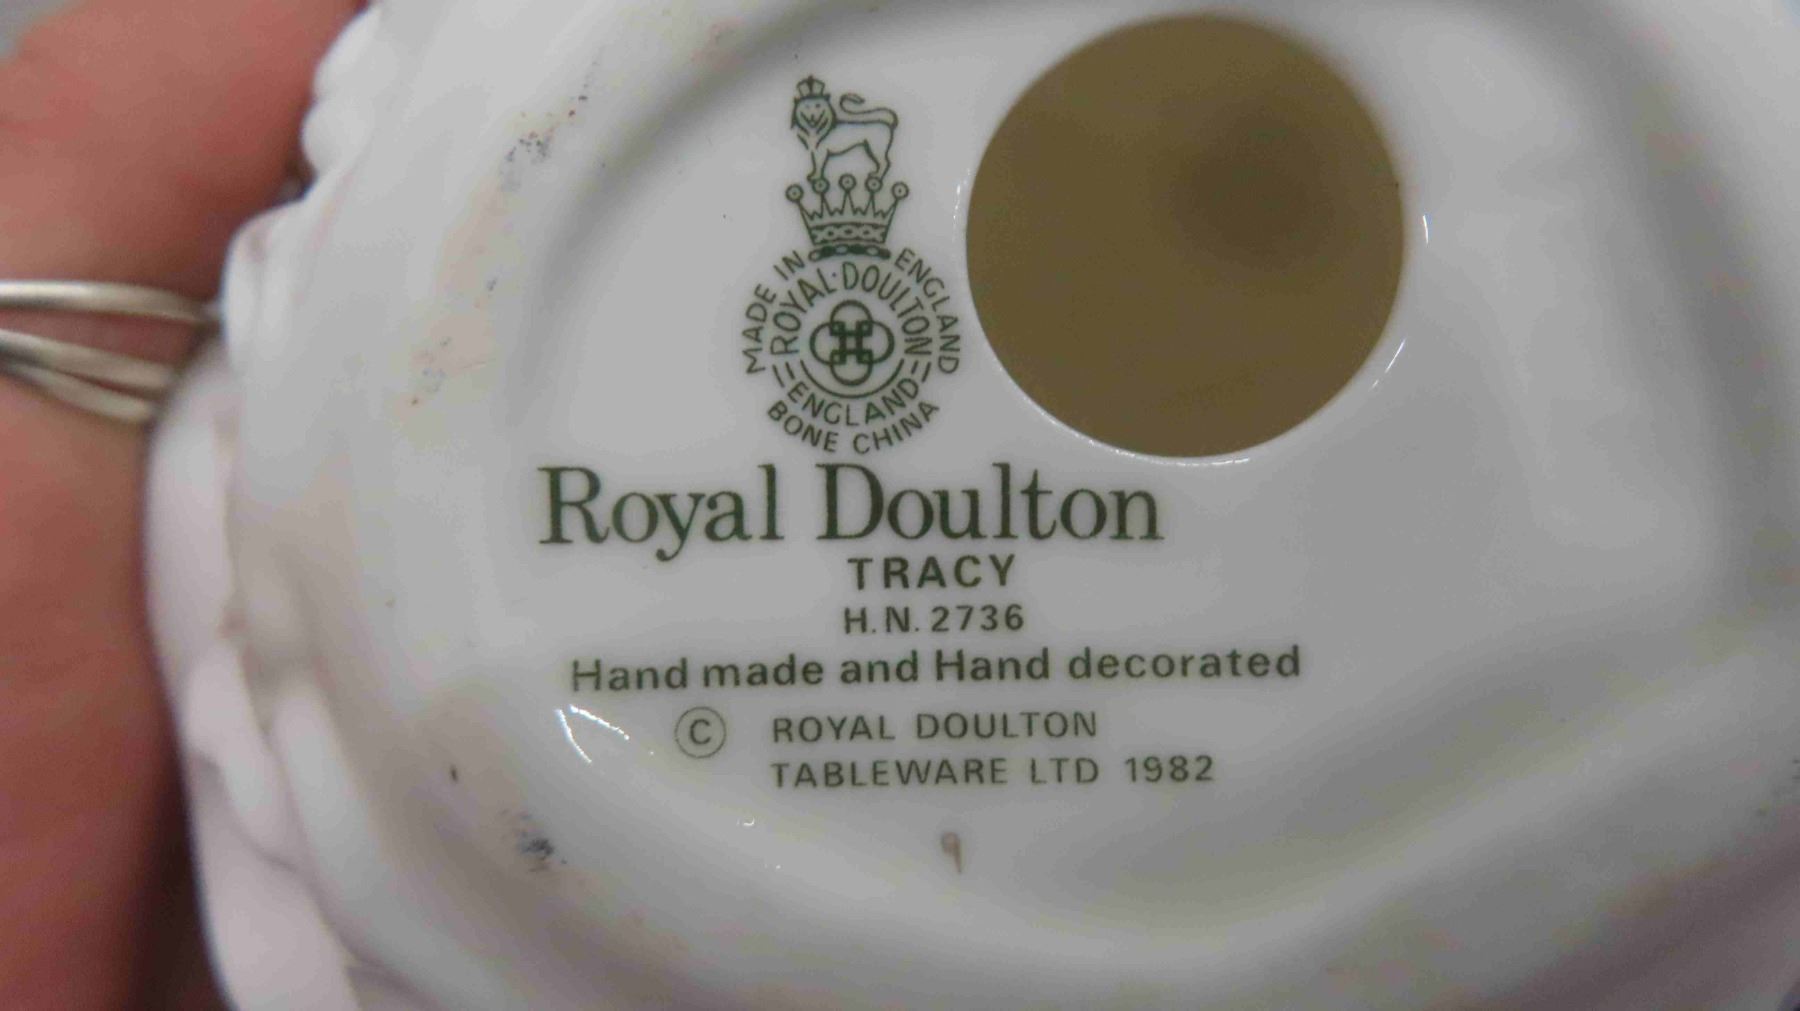 MADE IN ENGLAND
ROYAL·DOULTON
ENGLAND
BONE CHINA
Royal Doulton
TRACY
H.N. 2736
Hand made and Hand decorated
© ROYAL DOULTON
TABLEWARE LTD 1982
9